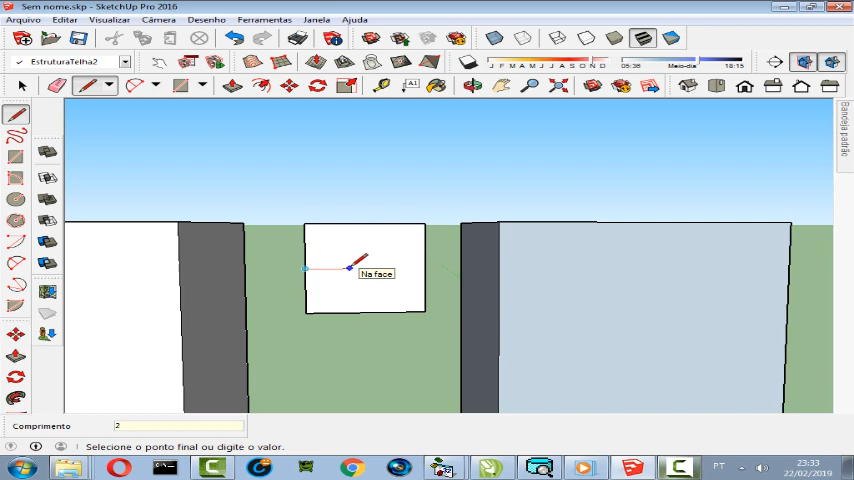 Sem nome.skp - SketchUp Pro 2016
Arquivo Editar Visualizar Câmera Desenho Ferramentas Janela Ajuda
✓ EstruturaTelha2
J F M A M J J A S O N D
05:38 Meio-dia 18:15
A1
Bandeja padrão
Na face
Comprimento 2
Selecione o ponto final ou digite o valor.
PT
23:33
22/02/2019